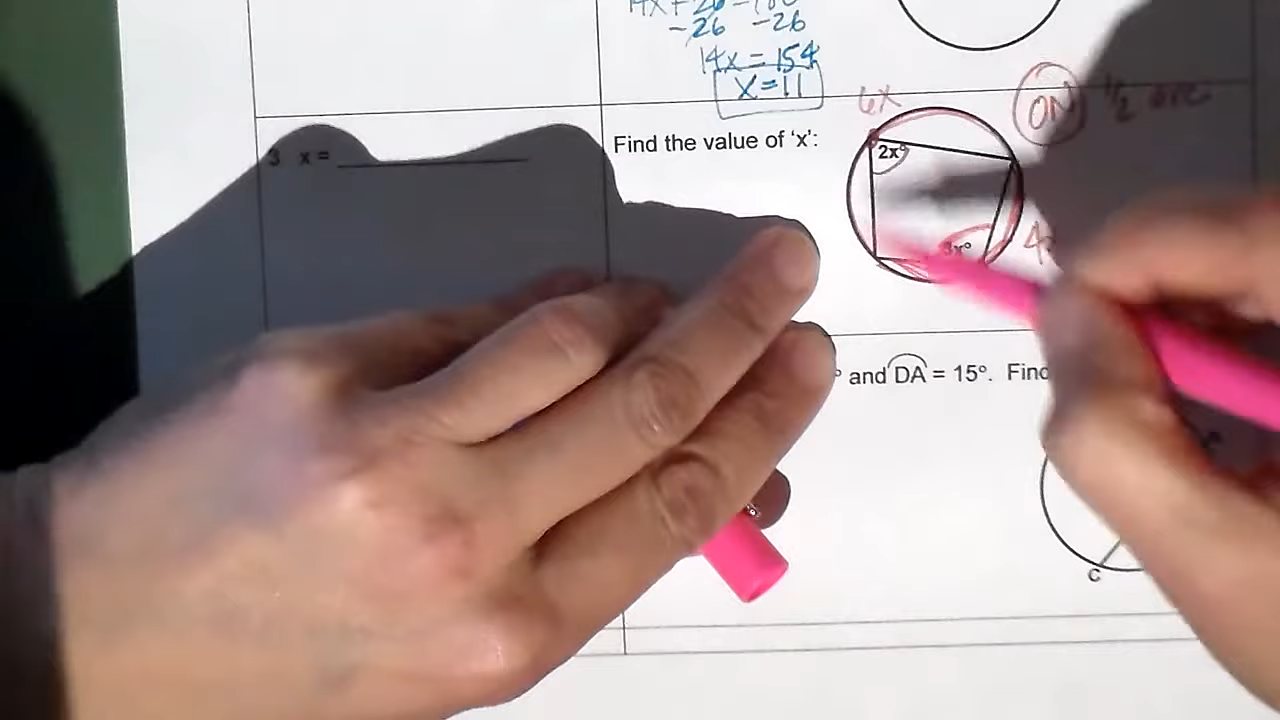 -26 -26
14x = 154
x = 11
6x
ON 1/2 arc
3 x =
Find the value of 'x':
2x°
3x°
and DA = 15°. Find
C